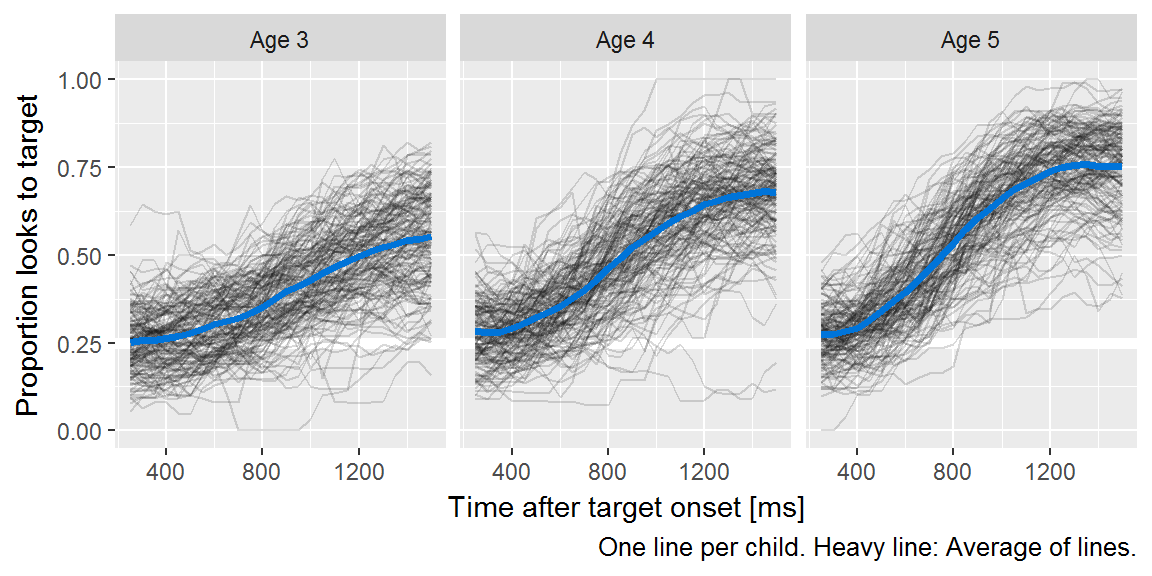 Age 3 Age 4 Age 5
1.00
0.75
0.50
0.25
0.00
Proportion looks to target
400 800 1200 400 800 1200 400 800 1200
Time after target onset [ms]
One line per child. Heavy line: Average of lines.